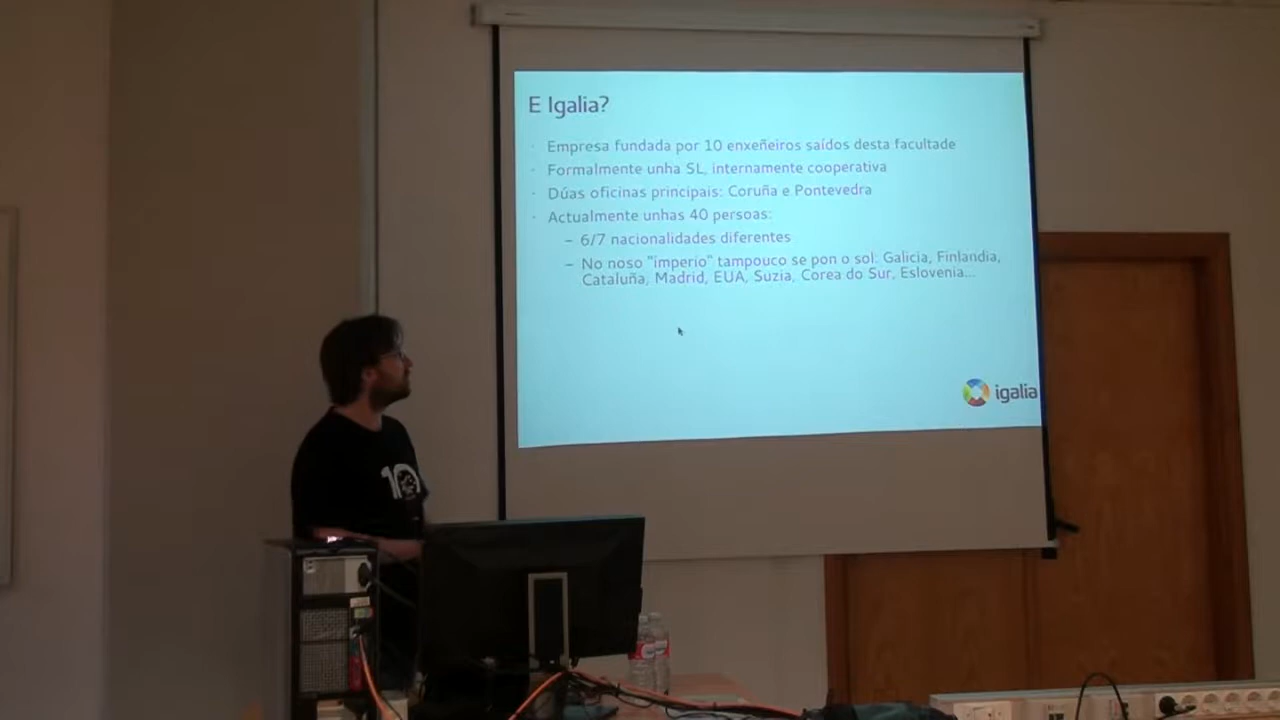 E Igalia?
Empresa fundada por 10 enxeñeiros saídos desta facultade
Formalmente unha SL, internamente cooperativa
Dúas oficinas principais: Coruña e Pontevedra
Actualmente unhas 40 persoas:
– 6/7 nacionalidades diferentes
– No noso "imperio" tampouco se pon o sol: Galicia, Finlandia,
Cataluña, Madrid, EUA, Suzia, Corea do Sur, Eslovenia...
igalia
10